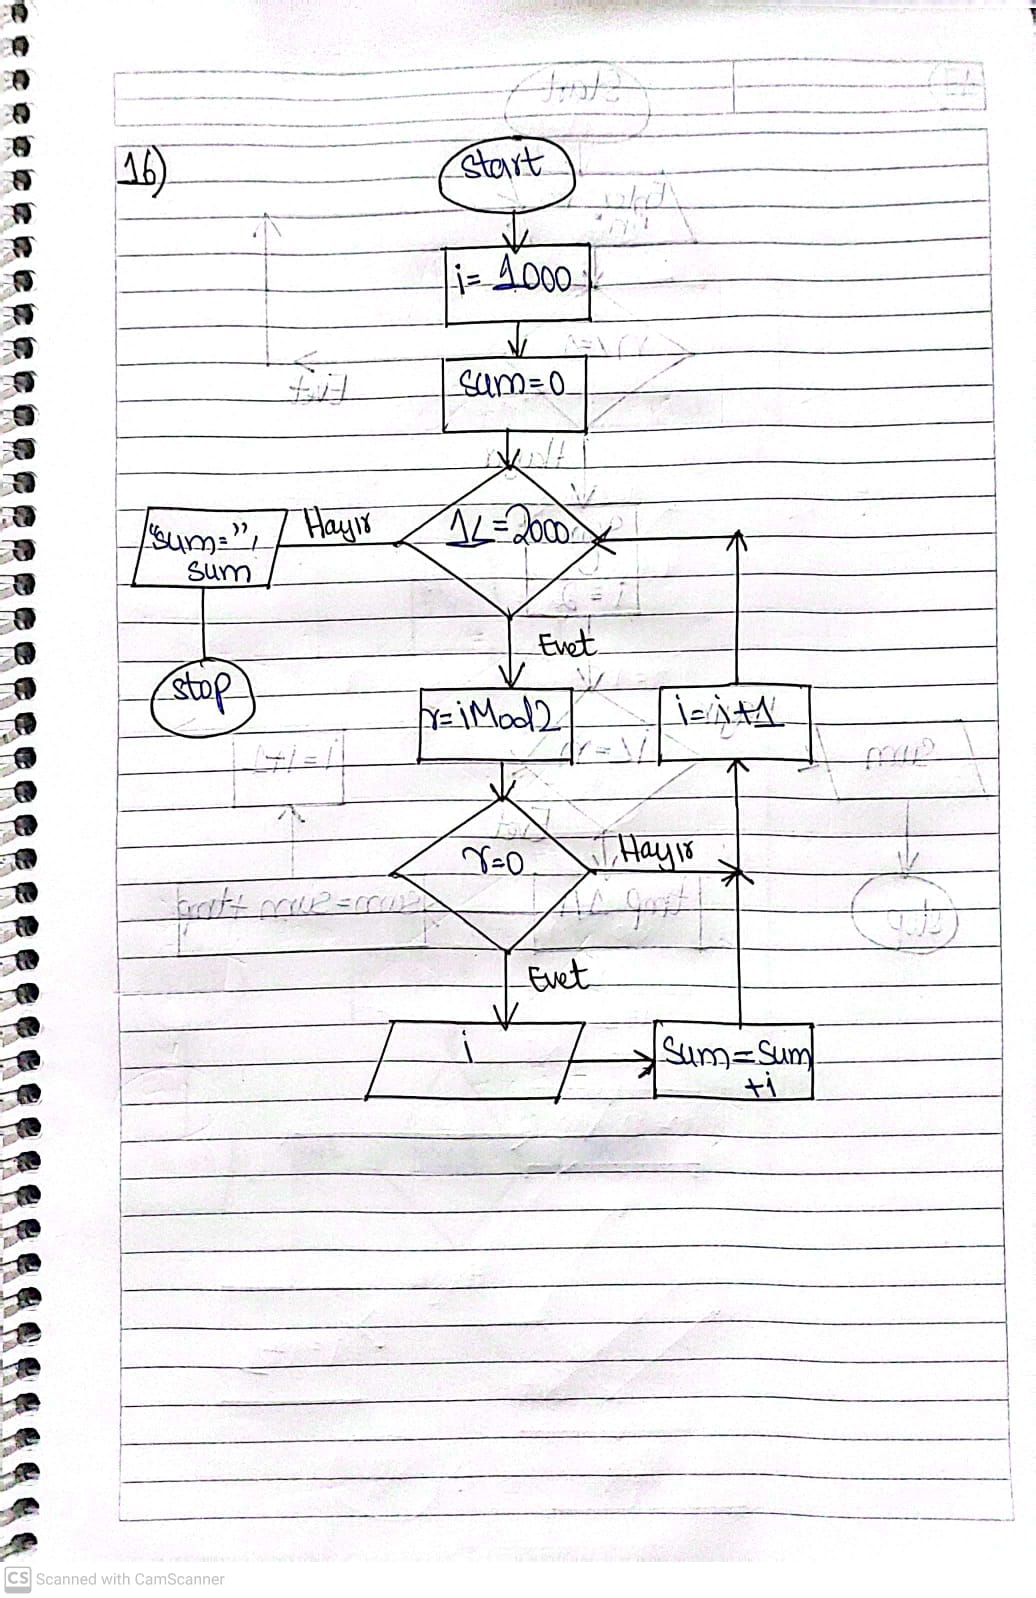 16)
start
i= 1000
sum=0
1<=2000
Hayır
"sum=",
sum
stop
Evet
r=iMod2
i=i+1
r=0
Hayır
Evet
i
Sum=Sum
+i
CS Scanned with CamScanner